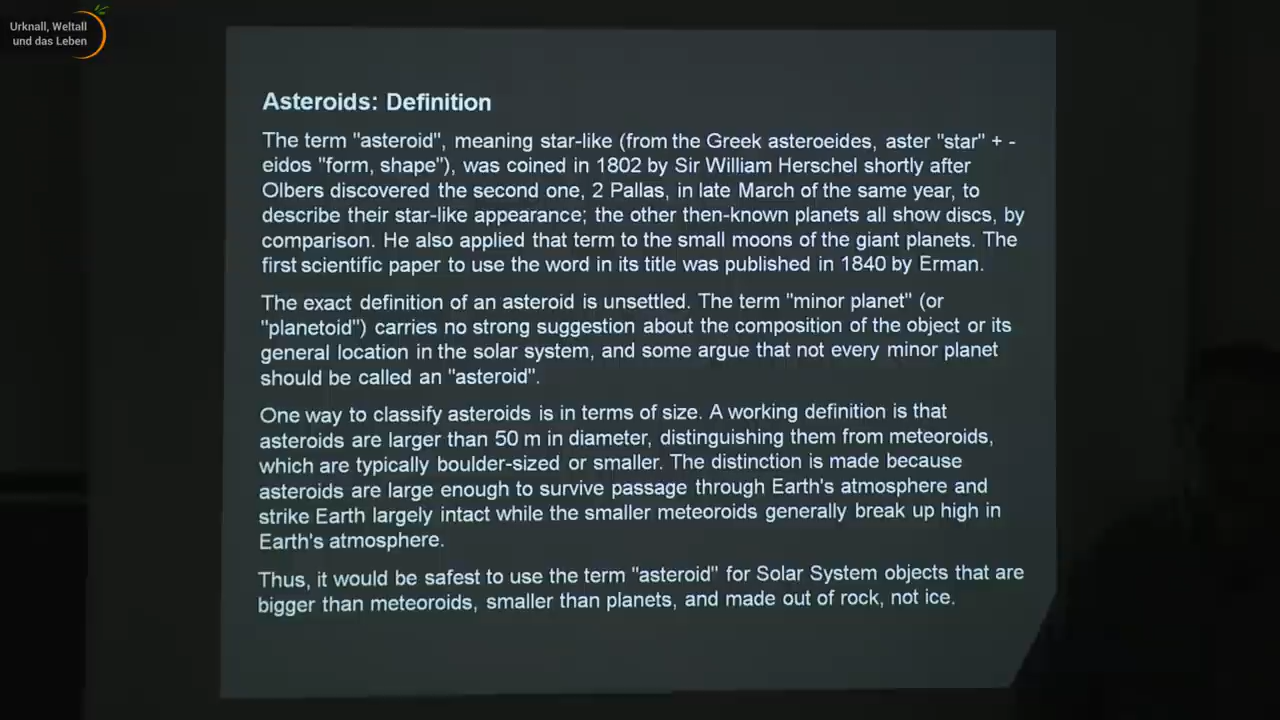 Urknall, Weltall
und das Leben
Asteroids: Definition
The term "asteroid", meaning star-like (from the Greek asteroeides, aster "star" + -
eidos "form, shape"), was coined in 1802 by Sir William Herschel shortly after
Olbers discovered the second one, 2 Pallas, in late March of the same year, to
describe their star-like appearance; the other then-known planets all show discs, by
comparison. He also applied that term to the small moons of the giant planets. The
first scientific paper to use the word in its title was published in 1840 by Erman.
The exact definition of an asteroid is unsettled. The term "minor planet" (or
"planetoid") carries no strong suggestion about the composition of the object or its
general location in the solar system, and some argue that not every minor planet
should be called an "asteroid".
One way to classify asteroids is in terms of size. A working definition is that
asteroids are larger than 50 m in diameter, distinguishing them from meteoroids,
which are typically boulder-sized or smaller. The distinction is made because
asteroids are large enough to survive passage through Earth's atmosphere and
strike Earth largely intact while the smaller meteoroids generally break up high in
Earth's atmosphere.
Thus, it would be safest to use the term "asteroid" for Solar System objects that are
bigger than meteoroids, smaller than planets, and made out of rock, not ice.